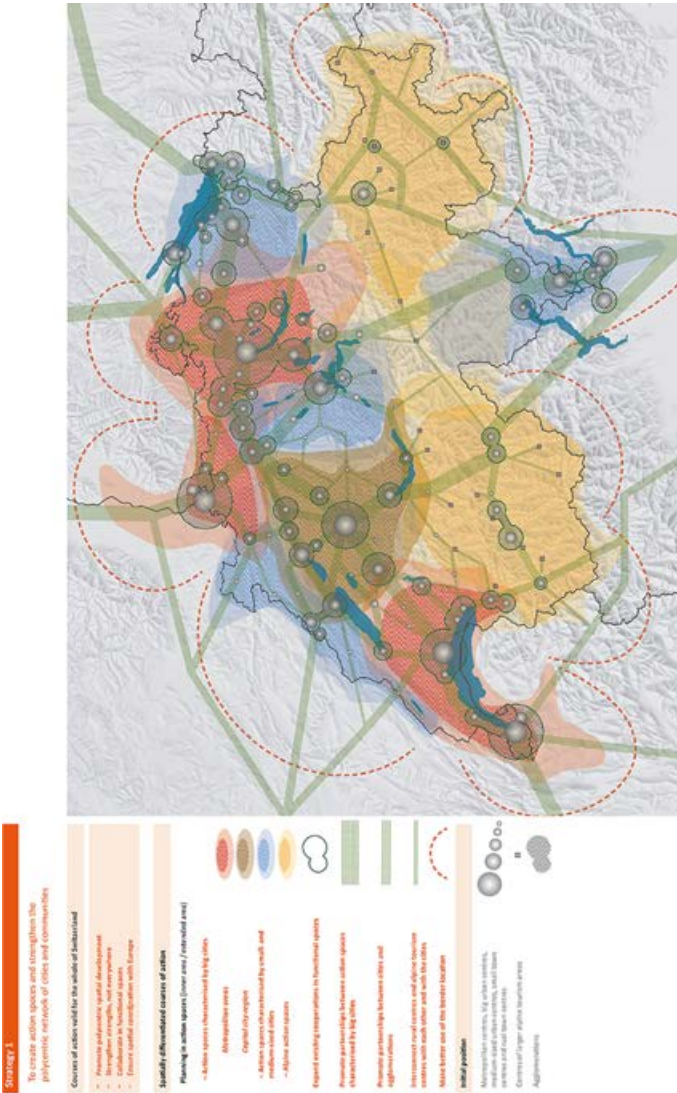 Strategy 1
To create action spaces and strengthen the
polycentric network of cities and communities
Courses of action valid for the whole of Switzerland
- Promote polycentric spatial development
- Strengthen strengths, not everywhere
- Collaborate in functional spaces
- Ensure spatial coordination with Europe
Spatially differentiated courses of action
Planning in action spaces (inner area / extended area)
- Action spaces characterised by big cities
Metropolitan areas
Capital city region
- Action spaces characterised by small and
medium-sized cities
- Alpine action spaces
Expand existing cooperations in functional spaces
Promote partnerships between action spaces
characterised by big cities
Promote partnerships between cities and
agglomerations
Interconnect rural centres and alpine tourism
centres with each other and with the cities
Make better use of the border location
Initial position
Metropolitan centres, big urban centres,
medium-sized urban centres, small town
centres and rural town centres
Centres of larger alpine tourism areas
Agglomerations